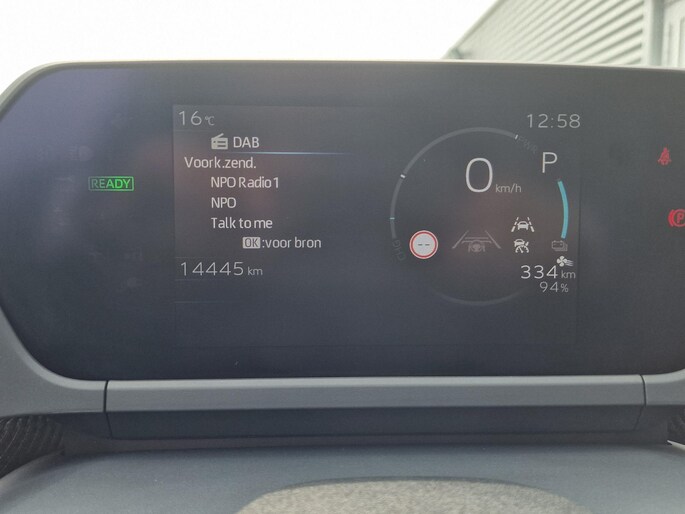 16°C
12:58
DAB
Voork.zend.
P
0 km/h
READY
NPO Radio1
NPO
Talk to me
OK :voor bron
--
14445 km
334 km
94%